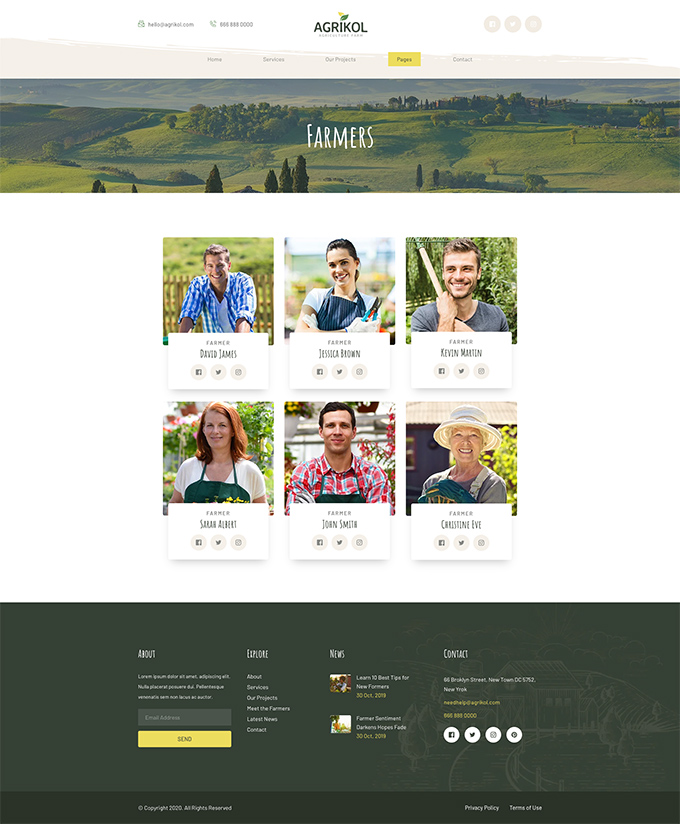 hello@agrikol.com
866 888 0000
AGRIKOL
AGRICULTURE FARM
Home
Services
Our Projects
Pages
Contact
Farmers
FARMER
David James
FARMER
Jessica Brown
FARMER
Kevin Martin
FARMER
Sarah Albert
FARMER
John Smith
FARMER
Christine Eve
About
Lorem ipsum dolor sit amet, adipiscing elit.
Nulla placerat posuere dui. Pellentesque
venenatis sem non lacus ac auctor.
Email Address
SEND
Explore
About
Services
Our Projects
Meet the Farmers
Latest News
Contact
News
Learn 10 Best Tips for
New Formers
30 Oct, 2019
Farmer Sentiment
Darkens Hopes Fade
30 Oct, 2019
Contact
66 Broklyn Street, New Town DC 5752,
New Yrok
needhelp@agrikol.com
866 888 0000
© Copyright 2020. All Rights Reserved
Privacy Policy
Terms of Use